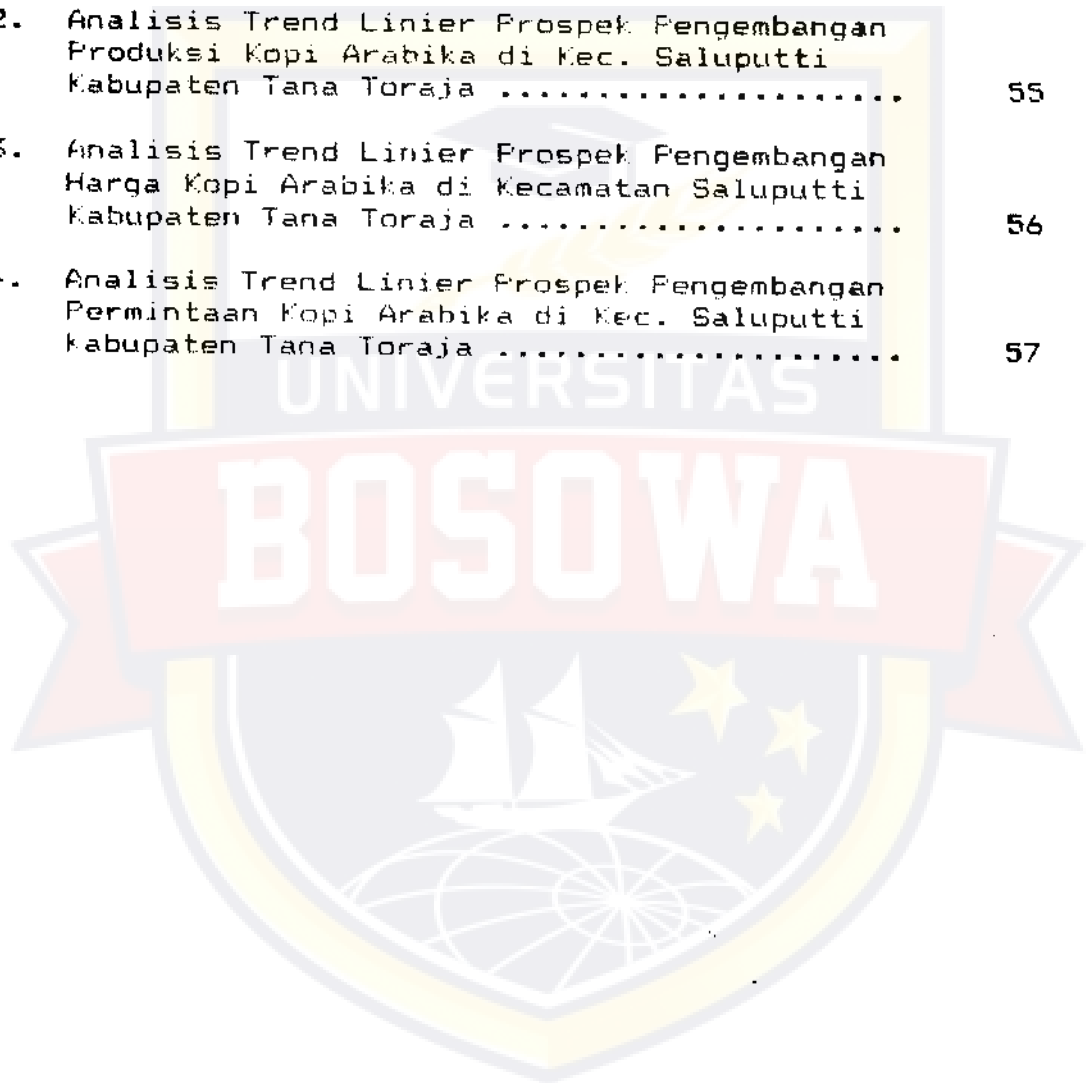 2. Analisis Trend Linier Prospek Pengembangan
Produksi Kopi Arabika di Kec. Saluputti
Kabupaten Tana Toraja ...................... 55
3. Analisis Trend Linier Prospek Pengembangan
Harga Kopi Arabika di Kecamatan Saluputti
Kabupaten Tana Toraja ...................... 56
. Analisis Trend Linier Prospek Pengembangan
Permintaan Kopi Arabika di Kec. Saluputti
kabupaten Tana Toraja ...................... 57
UNIVERSITAS
BOSOWA